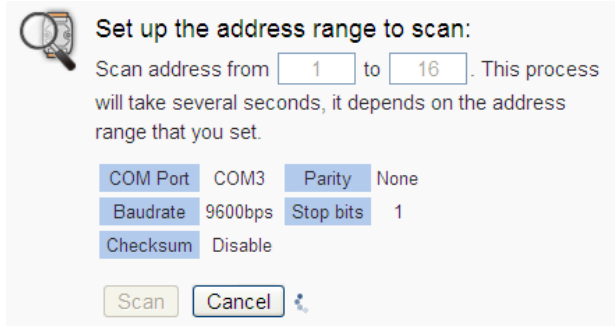 Set up the address range to scan:
Scan address from 1 to 16 . This process
will take several seconds, it depends on the address
range that you set.
COM Port COM3 Parity None
Baudrate 9600bps Stop bits 1
Checksum Disable
Scan Cancel